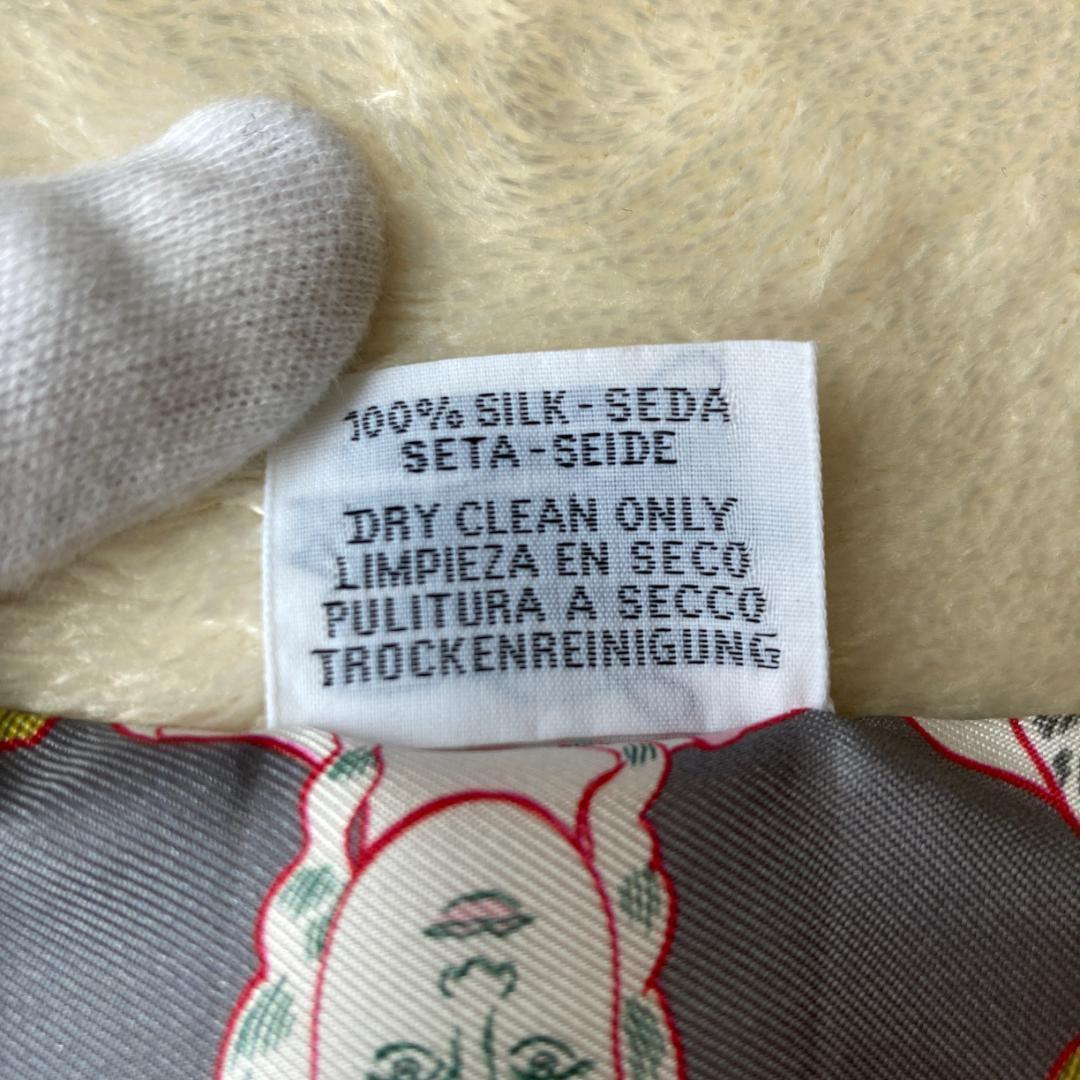 100% SILK-SEDA
SETA-SEIDE
DRY CLEAN ONLY
LIMPIEZA EN SECO
PULITURA A SECCO
TROCKENREINIGUNG